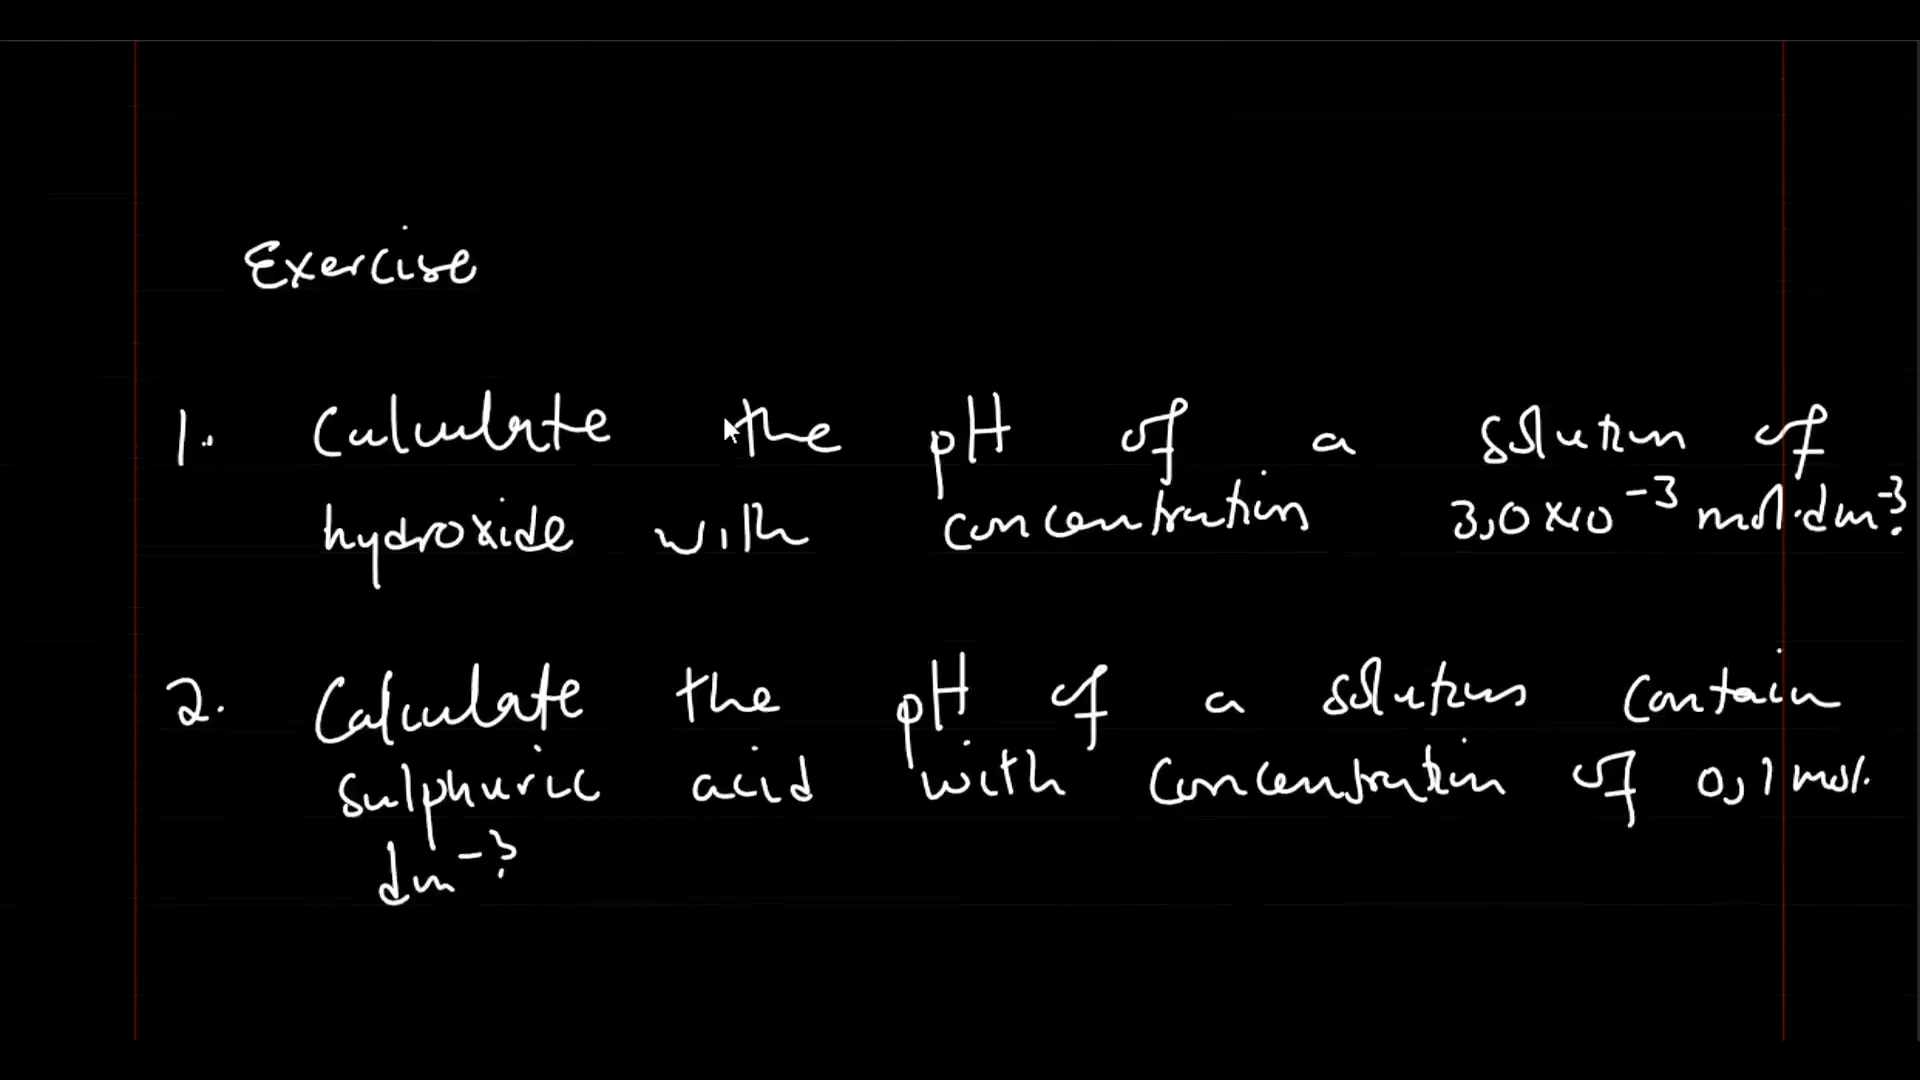 Exercise
1. Calculate the pH of a solution of
hydroxide with concentration 3,0 x 10⁻³ mol.dm⁻³?
2. Calculate the pH of a solution contain
sulphuric acid with concentration of 0,1 mol.
dm⁻³?